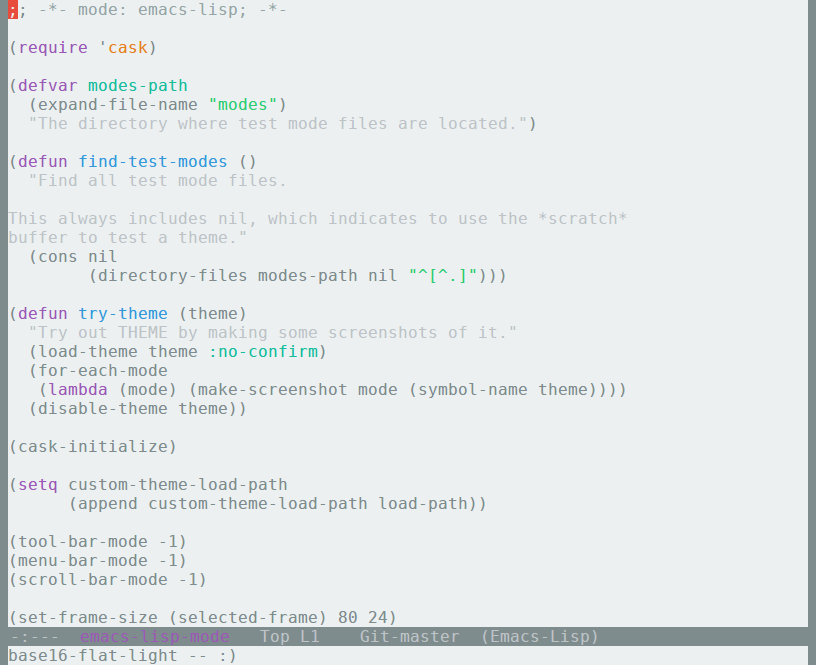 ;; -*- mode: emacs-lisp; -*-

(require 'cask)

(defvar modes-path
  (expand-file-name "modes")
  "The directory where test mode files are located.")

(defun find-test-modes ()
  "Find all test mode files.

This always includes nil, which indicates to use the *scratch*
buffer to test a theme."
  (cons nil
        (directory-files modes-path nil "^[^.]")))

(defun try-theme (theme)
  "Try out THEME by making some screenshots of it."
  (load-theme theme :no-confirm)
  (for-each-mode
   (lambda (mode) (make-screenshot mode (symbol-name theme))))
  (disable-theme theme))

(cask-initialize)

(setq custom-theme-load-path
      (append custom-theme-load-path load-path))

(tool-bar-mode -1)
(menu-bar-mode -1)
(scroll-bar-mode -1)

(set-frame-size (selected-frame) 80 24)
-:---  emacs-lisp-mode   Top L1    Git-master  (Emacs-Lisp)
base16-flat-light -- :)